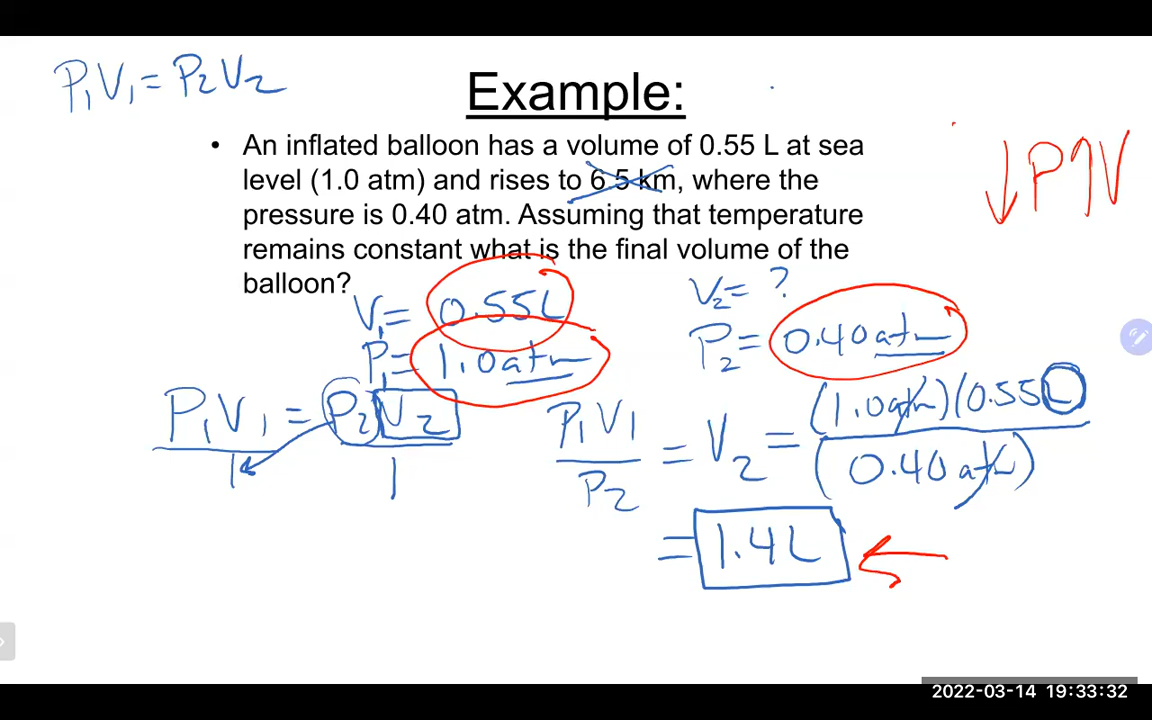 P₁V₁ = P₂V₂
Example:
• An inflated balloon has a volume of 0.55 L at sea
level (1.0 atm) and rises to 6.5 km, where the
pressure is 0.40 atm. Assuming that temperature
remains constant what is the final volume of the
balloon?
↓P↑V
V₁ = 0.55L
P₁ = 1.0atm
V₂ = ?
P₂ = 0.40atm
P₁V₁ = P₂V₂
1 1
P₁V₁ = V₂ = (1.0atm)(0.55L)
P₂ (0.40atm)
= 1.4L
2022-03-14 19:33:32